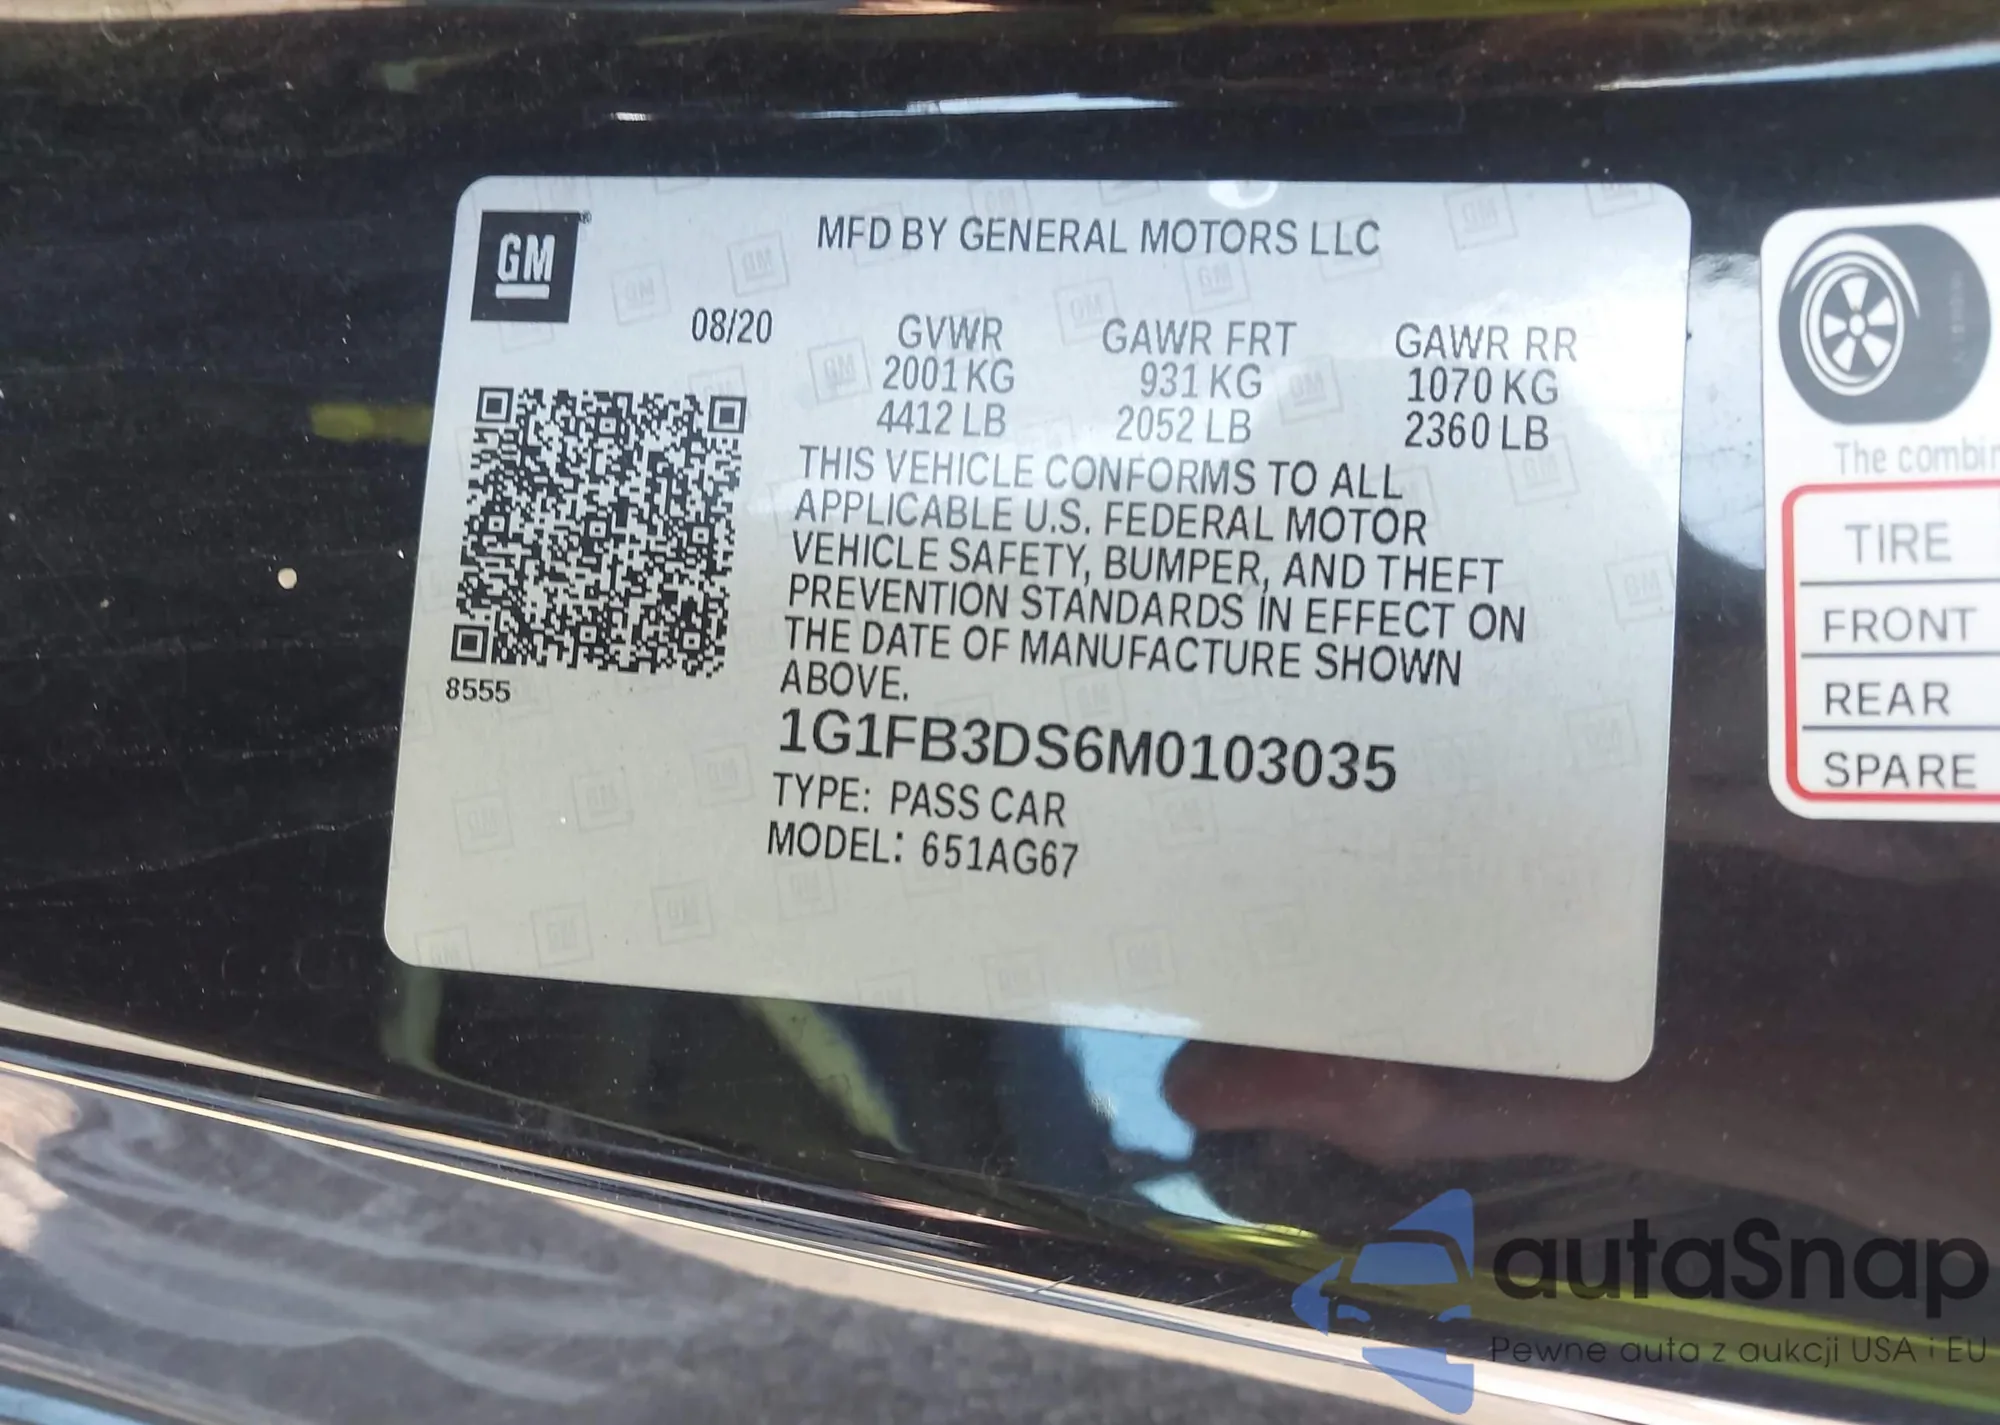 GM
MFD BY GENERAL MOTORS LLC
08/20
GVWR GAWR FRT GAWR RR
2001 KG 931 KG 1070 KG
4412 LB 2052 LB 2360 LB
THIS VEHICLE CONFORMS TO ALL
APPLICABLE U.S. FEDERAL MOTOR
VEHICLE SAFETY, BUMPER, AND THEFT
PREVENTION STANDARDS IN EFFECT ON
THE DATE OF MANUFACTURE SHOWN
ABOVE.
8555
1G1FB3DS6M0103035
TYPE: PASS CAR
MODEL: 651AG67
The combin
TIRE
FRONT
REAR
SPARE
autaSnap
Pewne auta z aukcji USA i EU